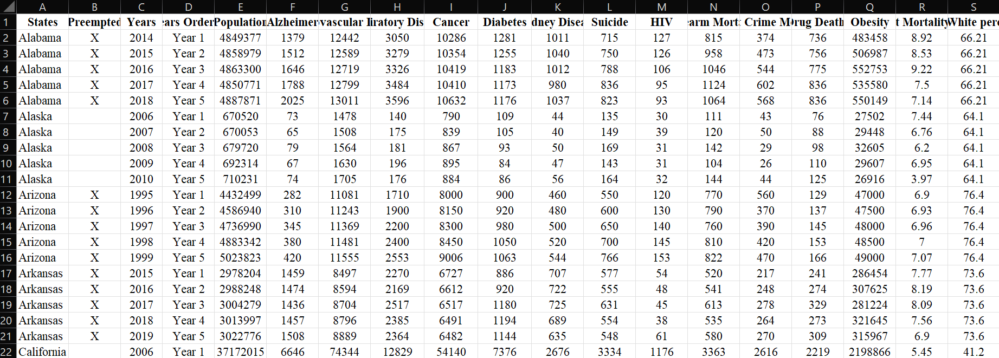 A B C D E F G H I J K L M N O P Q R S
1 States Preempted Years ars Order Population Alzheimer vascular iratory Dis Cancer Diabetes dney Disea Suicide HIV earm Mort Crime M Drug Death Obesity t Mortality White per
2 Alabama X 2014 Year 1 4849377 1379 12442 3050 10286 1281 1011 715 127 815 374 736 483458 8.92 66.21
3 Alabama X 2015 Year 2 4858979 1512 12589 3279 10354 1255 1040 750 126 958 473 756 506987 8.53 66.21
4 Alabama X 2016 Year 3 4863300 1646 12719 3326 10419 1183 1012 788 106 1046 544 775 552753 9.22 66.21
5 Alabama X 2017 Year 4 4850771 1788 12799 3484 10410 1173 980 836 95 1124 602 836 535580 7.5 66.21
6 Alabama X 2018 Year 5 4887871 2025 13011 3596 10632 1176 1037 823 93 1064 568 836 550149 7.14 66.21
7 Alaska 2006 Year 1 670520 73 1478 140 790 109 44 135 30 111 43 76 27502 7.44 64.1
8 Alaska 2007 Year 2 670053 65 1508 175 839 105 40 149 39 120 50 88 29448 6.76 64.1
9 Alaska 2008 Year 3 679720 79 1564 181 867 93 50 169 31 142 29 98 32605 6.2 64.1
10 Alaska 2009 Year 4 692314 67 1630 196 895 84 47 143 31 104 26 110 29607 6.95 64.1
11 Alaska 2010 Year 5 710231 74 1705 176 884 86 56 164 32 144 44 125 26916 3.97 64.1
12 Arizona X 1995 Year 1 4432499 282 11081 1710 8000 900 460 550 120 770 560 129 47000 6.9 76.4
13 Arizona X 1996 Year 2 4586940 310 11243 1900 8150 920 480 600 130 790 370 137 47500 6.93 76.4
14 Arizona X 1997 Year 3 4736990 345 11369 2200 8300 980 500 650 140 760 390 145 48000 6.96 76.4
15 Arizona X 1998 Year 4 4883342 380 11481 2400 8450 1050 520 700 145 810 420 153 48500 7 76.4
16 Arizona X 1999 Year 5 5023823 420 11555 2553 9006 1063 544 766 153 822 470 166 49000 7.07 76.4
17 Arkansas X 2015 Year 1 2978204 1459 8497 2270 6727 886 707 577 54 520 217 241 286454 7.77 73.6
18 Arkansas X 2016 Year 2 2988248 1474 8594 2169 6612 920 722 555 48 541 248 274 307625 8.19 73.6
19 Arkansas X 2017 Year 3 3004279 1436 8704 2517 6517 1180 725 631 45 613 278 329 281224 8.09 73.6
20 Arkansas X 2018 Year 4 3013997 1457 8796 2385 6491 1194 689 554 38 535 264 273 321645 7.56 73.6
21 Arkansas X 2019 Year 5 3022776 1508 8889 2364 6482 1144 635 548 61 580 270 309 315967 6.9 73.6
22 California 2006 Year 1 37172015 6646 74344 12829 54140 7376 2676 3334 1176 3363 2616 2219 2198866 5.45 41.2